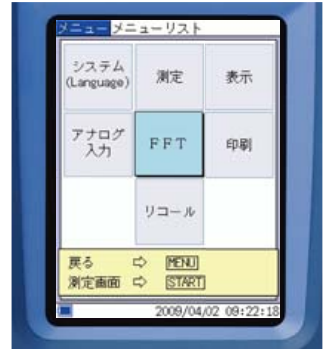 メニュー メニューリスト
システム
(Language)
測定
表示
アナログ
入力
FFT
印刷
リコール
戻る ⇨ MENU
測定画面 ⇨ START
2009/04/02 09:22:18